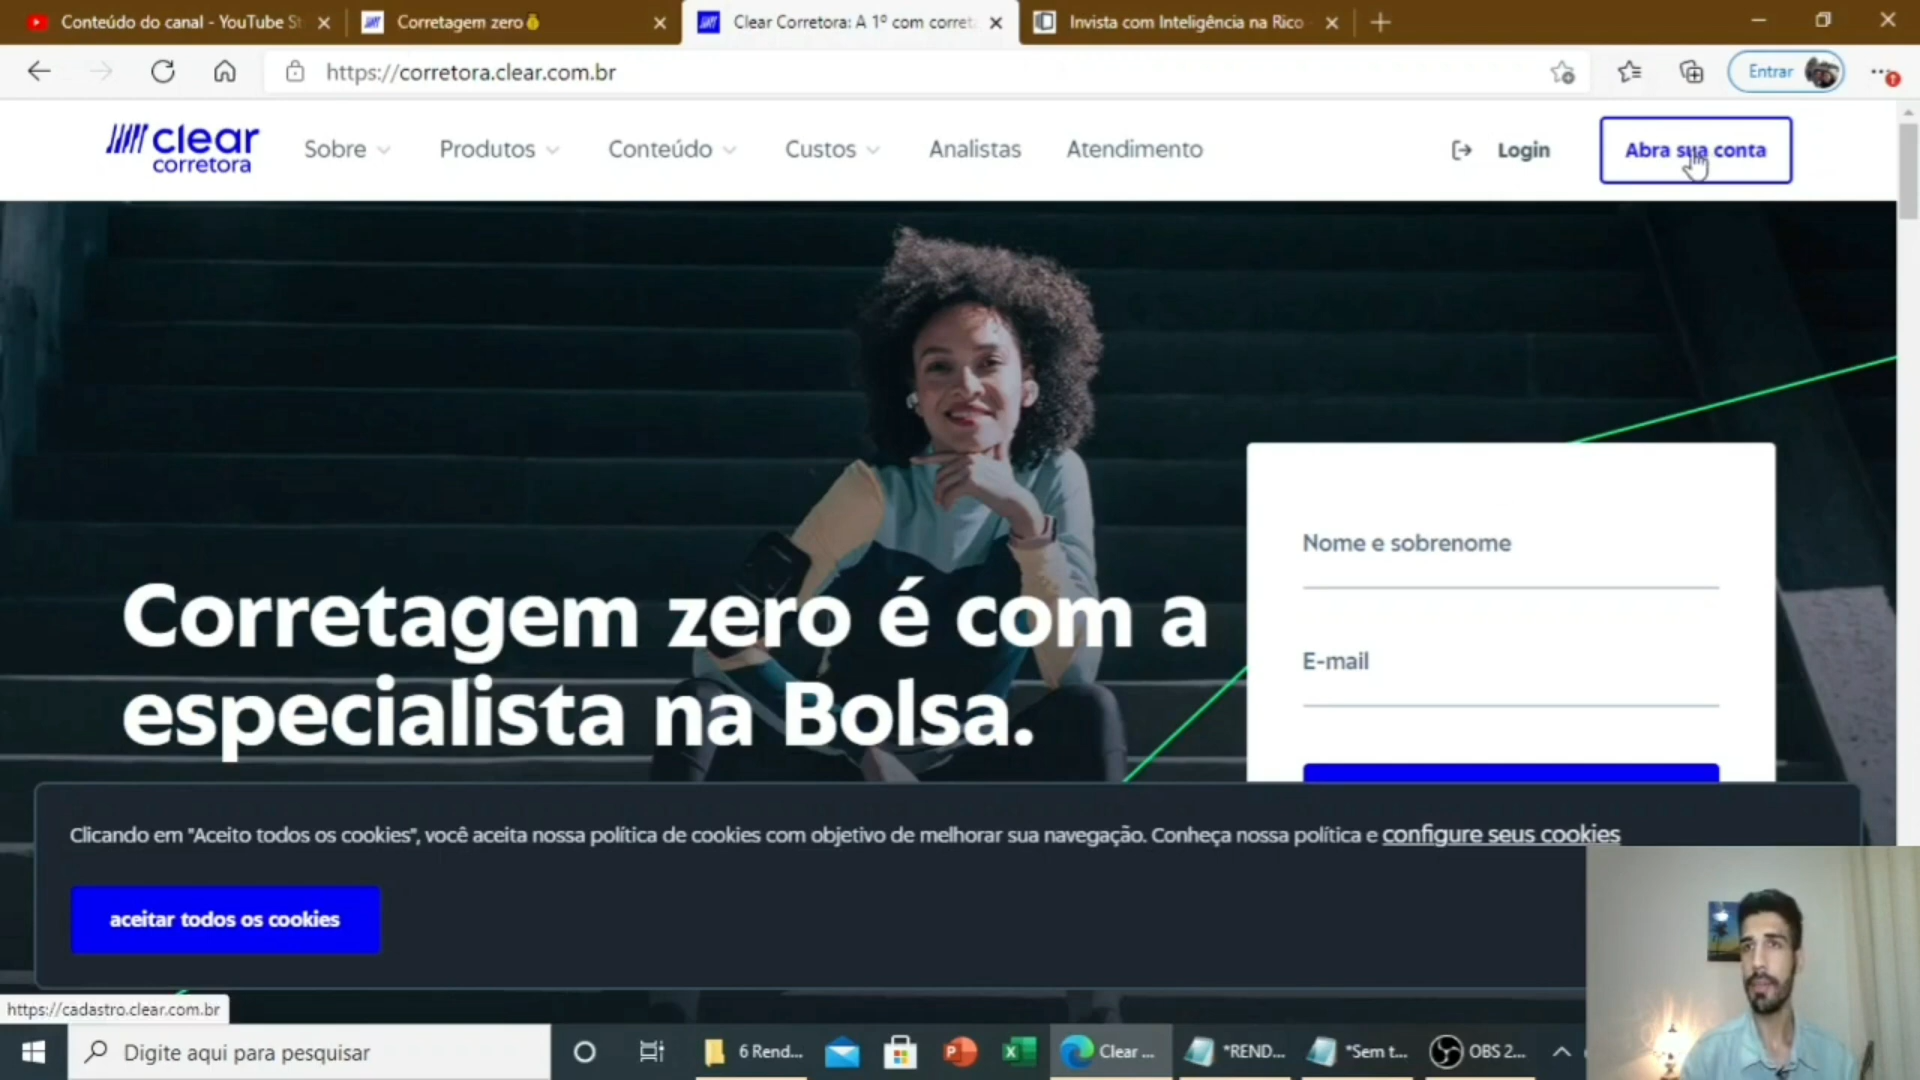 Conteúdo do canal - YouTube St
Corretagem zero
Clear Corretora: A 1º com corret
Invista com Inteligência na Rico
https://corretora.clear.com.br
Entrar
clear
corretora
Sobre
Produtos
Conteúdo
Custos
Analistas
Atendimento
Login
Abra sua conta
Corretagem zero é com a
especialista na Bolsa.
Nome e sobrenome
E-mail
Clicando em "Aceito todos os cookies", você aceita nossa política de cookies com objetivo de melhorar sua navegação. Conheça nossa política e configure seus cookies
aceitar todos os cookies
https://cadastro.clear.com.br
Digite aqui para pesquisar
6 Rend...
Clear ...
*REND...
*Sem t...
OBS 2...